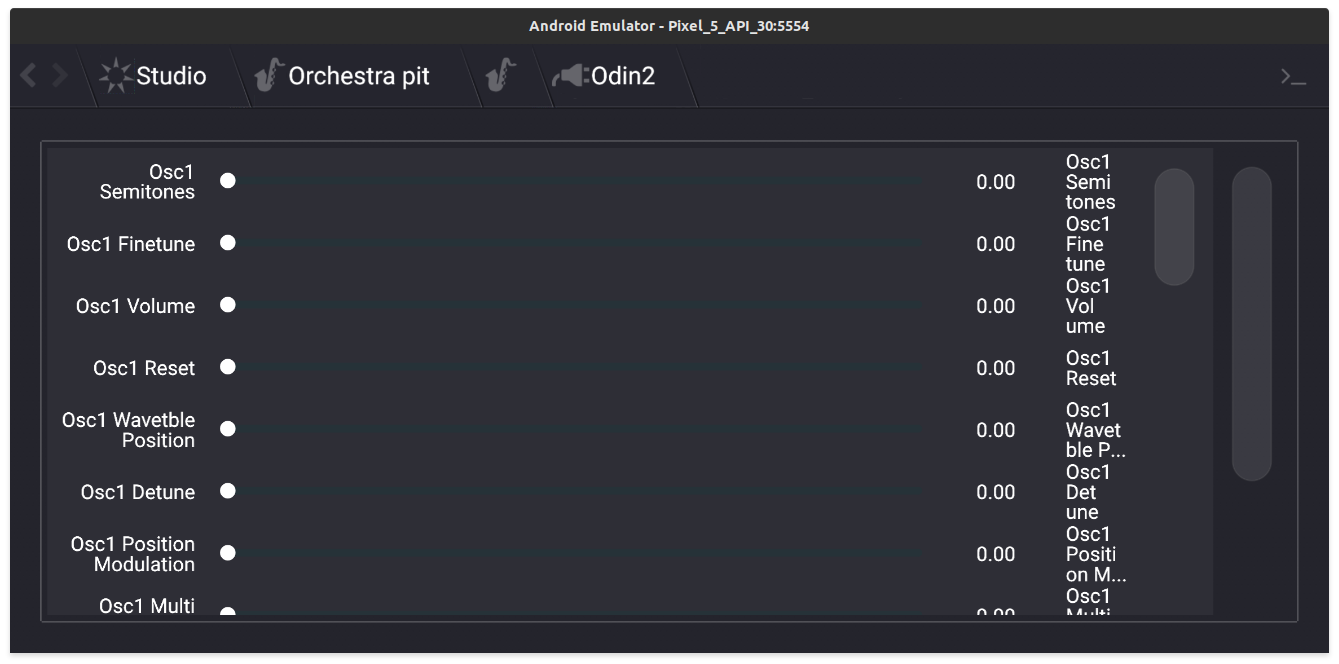 Android Emulator - Pixel_5_API_30:5554
Studio Orchestra pit Odin2 >_
Osc1
Semitones
0.00
Osc1
Semi
tones
Osc1 Finetune
0.00
Osc1
Fine
tune
Osc1 Volume
0.00
Osc1
Vol
ume
Osc1 Reset
0.00
Osc1
Reset
Osc1 Wavetble
Position
0.00
Osc1
Wavet
ble P...
Osc1 Detune
0.00
Osc1
Det
une
Osc1 Position
Modulation
0.00
Osc1
Positi
on M...
Osc1 Multi
0.00
Osc1
Multi